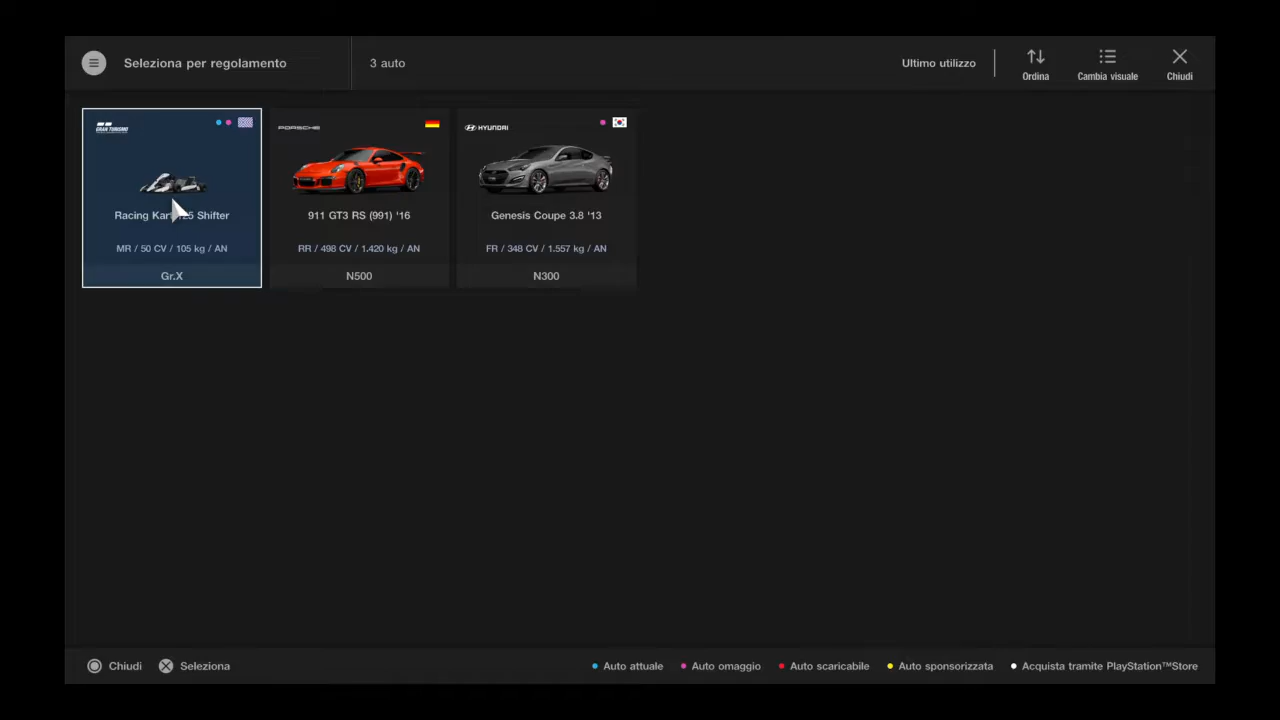 Seleziona per regolamento
3 auto
Ultimo utilizzo
Ordina
Cambia visuale
Chiudi
GRAN TURISMO
Racing Kart 125 Shifter
MR / 50 CV / 105 kg / AN
Gr.X
PORSCHE
911 GT3 RS (991) '16
RR / 498 CV / 1.420 kg / AN
N500
HYUNDAI
Genesis Coupe 3.8 '13
FR / 348 CV / 1.557 kg / AN
N300
Chiudi
Seleziona
Auto attuale
Auto omaggio
Auto scaricabile
Auto sponsorizzata
Acquista tramite PlayStation™Store